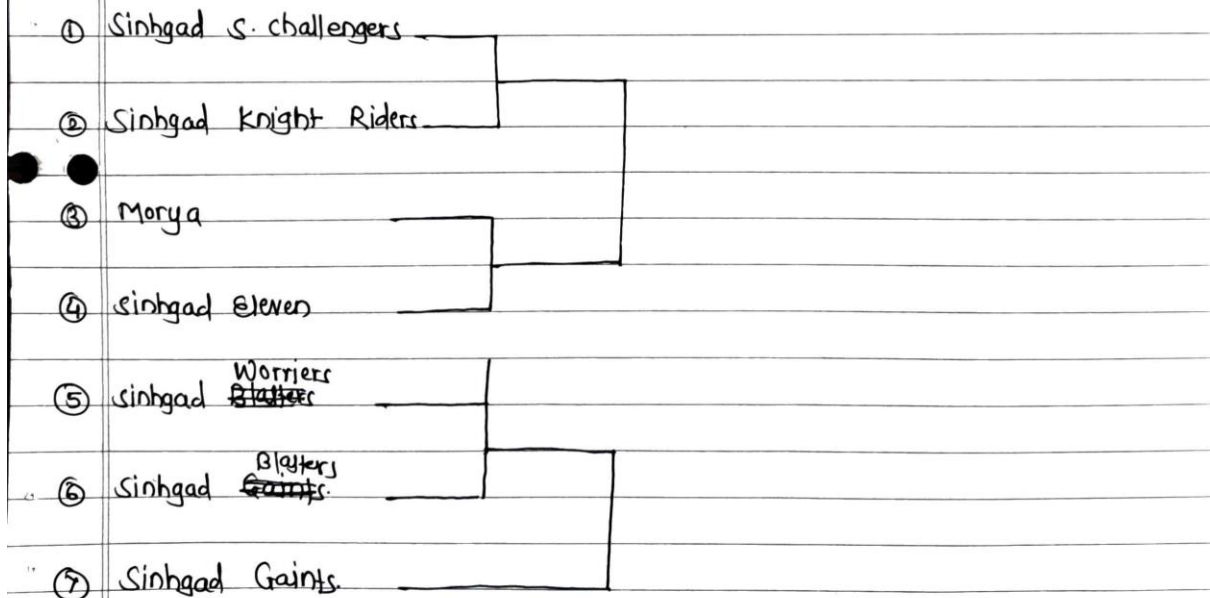 ① Sinhgad S. challengers
② Sinhgad Knight Riders
③ Morya
④ sinhgad Eleven
Worriers
⑤ sinhgad Blasters
Blasters
⑥ Sinhgad Gaints.
⑦ Sinhgad Gaints.